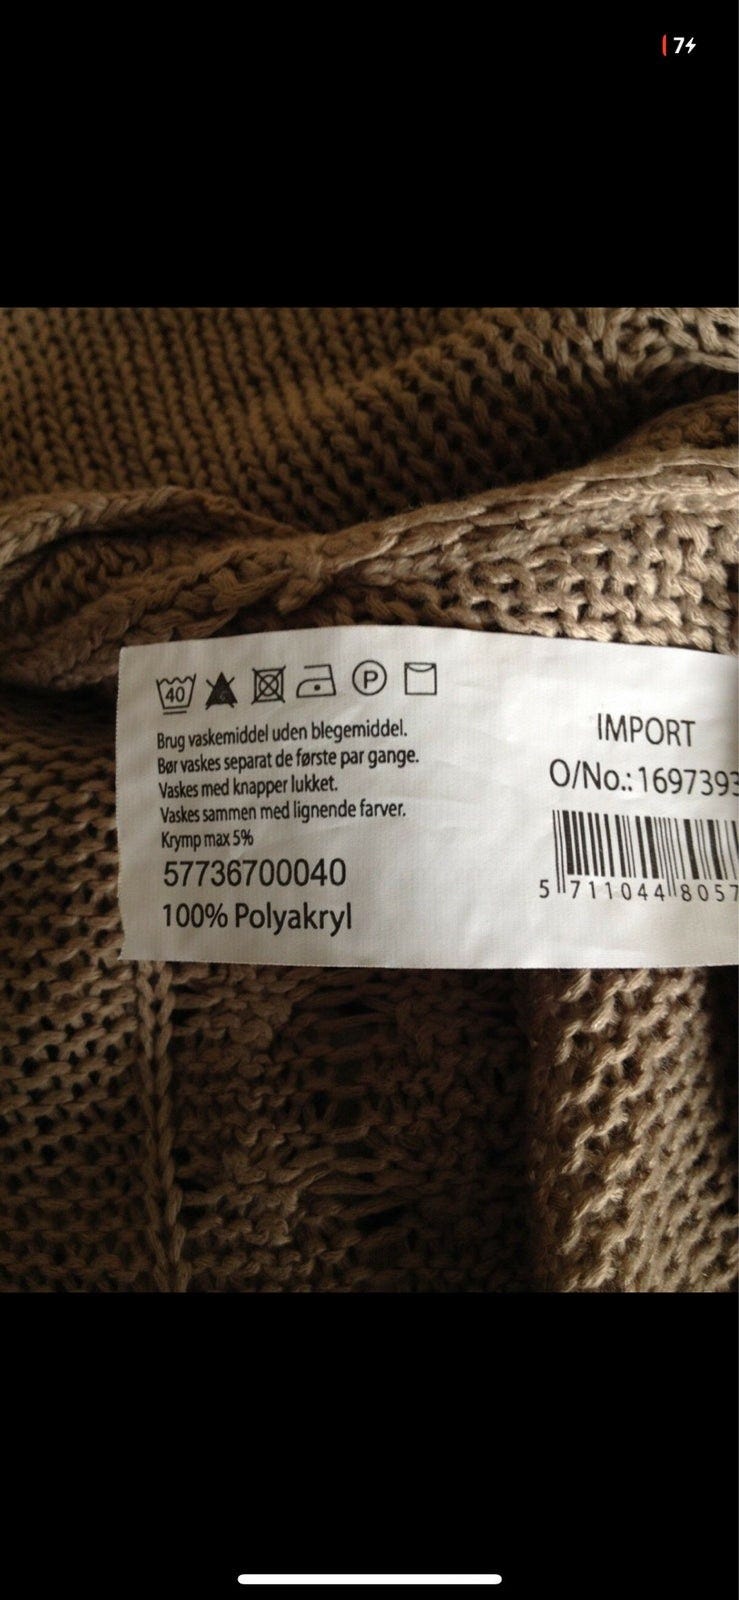 7
40
P
Brug vaskemiddel uden blegemiddel.
Bør vaskes separat de første par gange.
Vaskes med knapper lukket.
Vaskes sammen med lignende farver.
Krymp max 5%
57736700040
100% Polyakryl
IMPORT
O/No.: 1697393
5 711044 8057